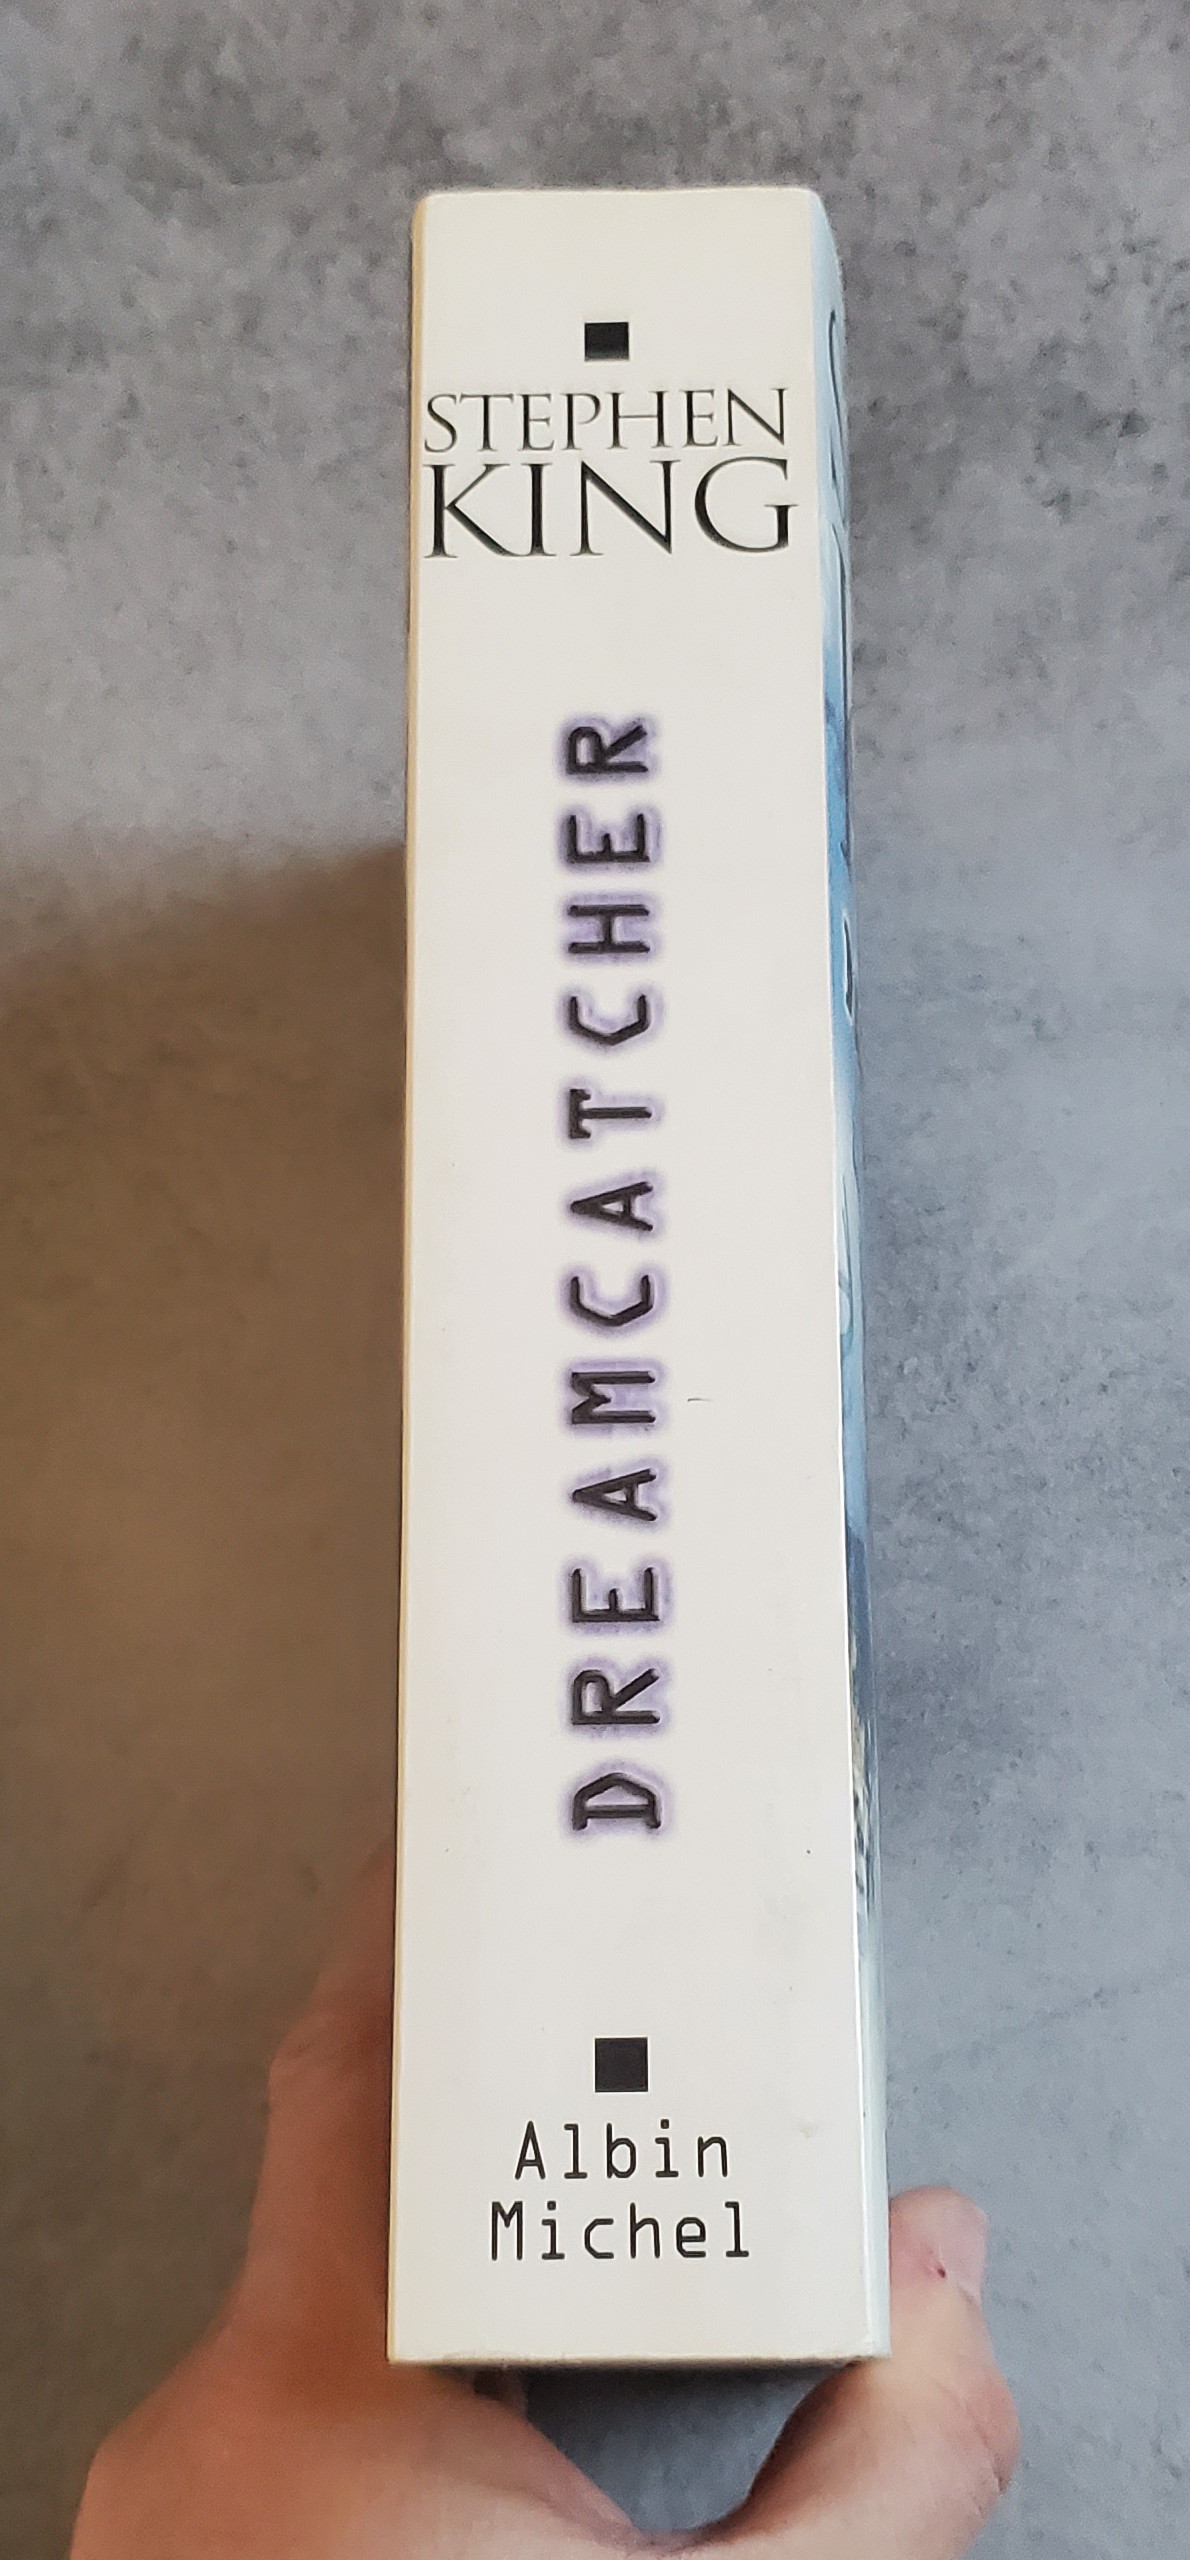 STEPHEN
KING
DREAMCATCHER
Albin
Michel